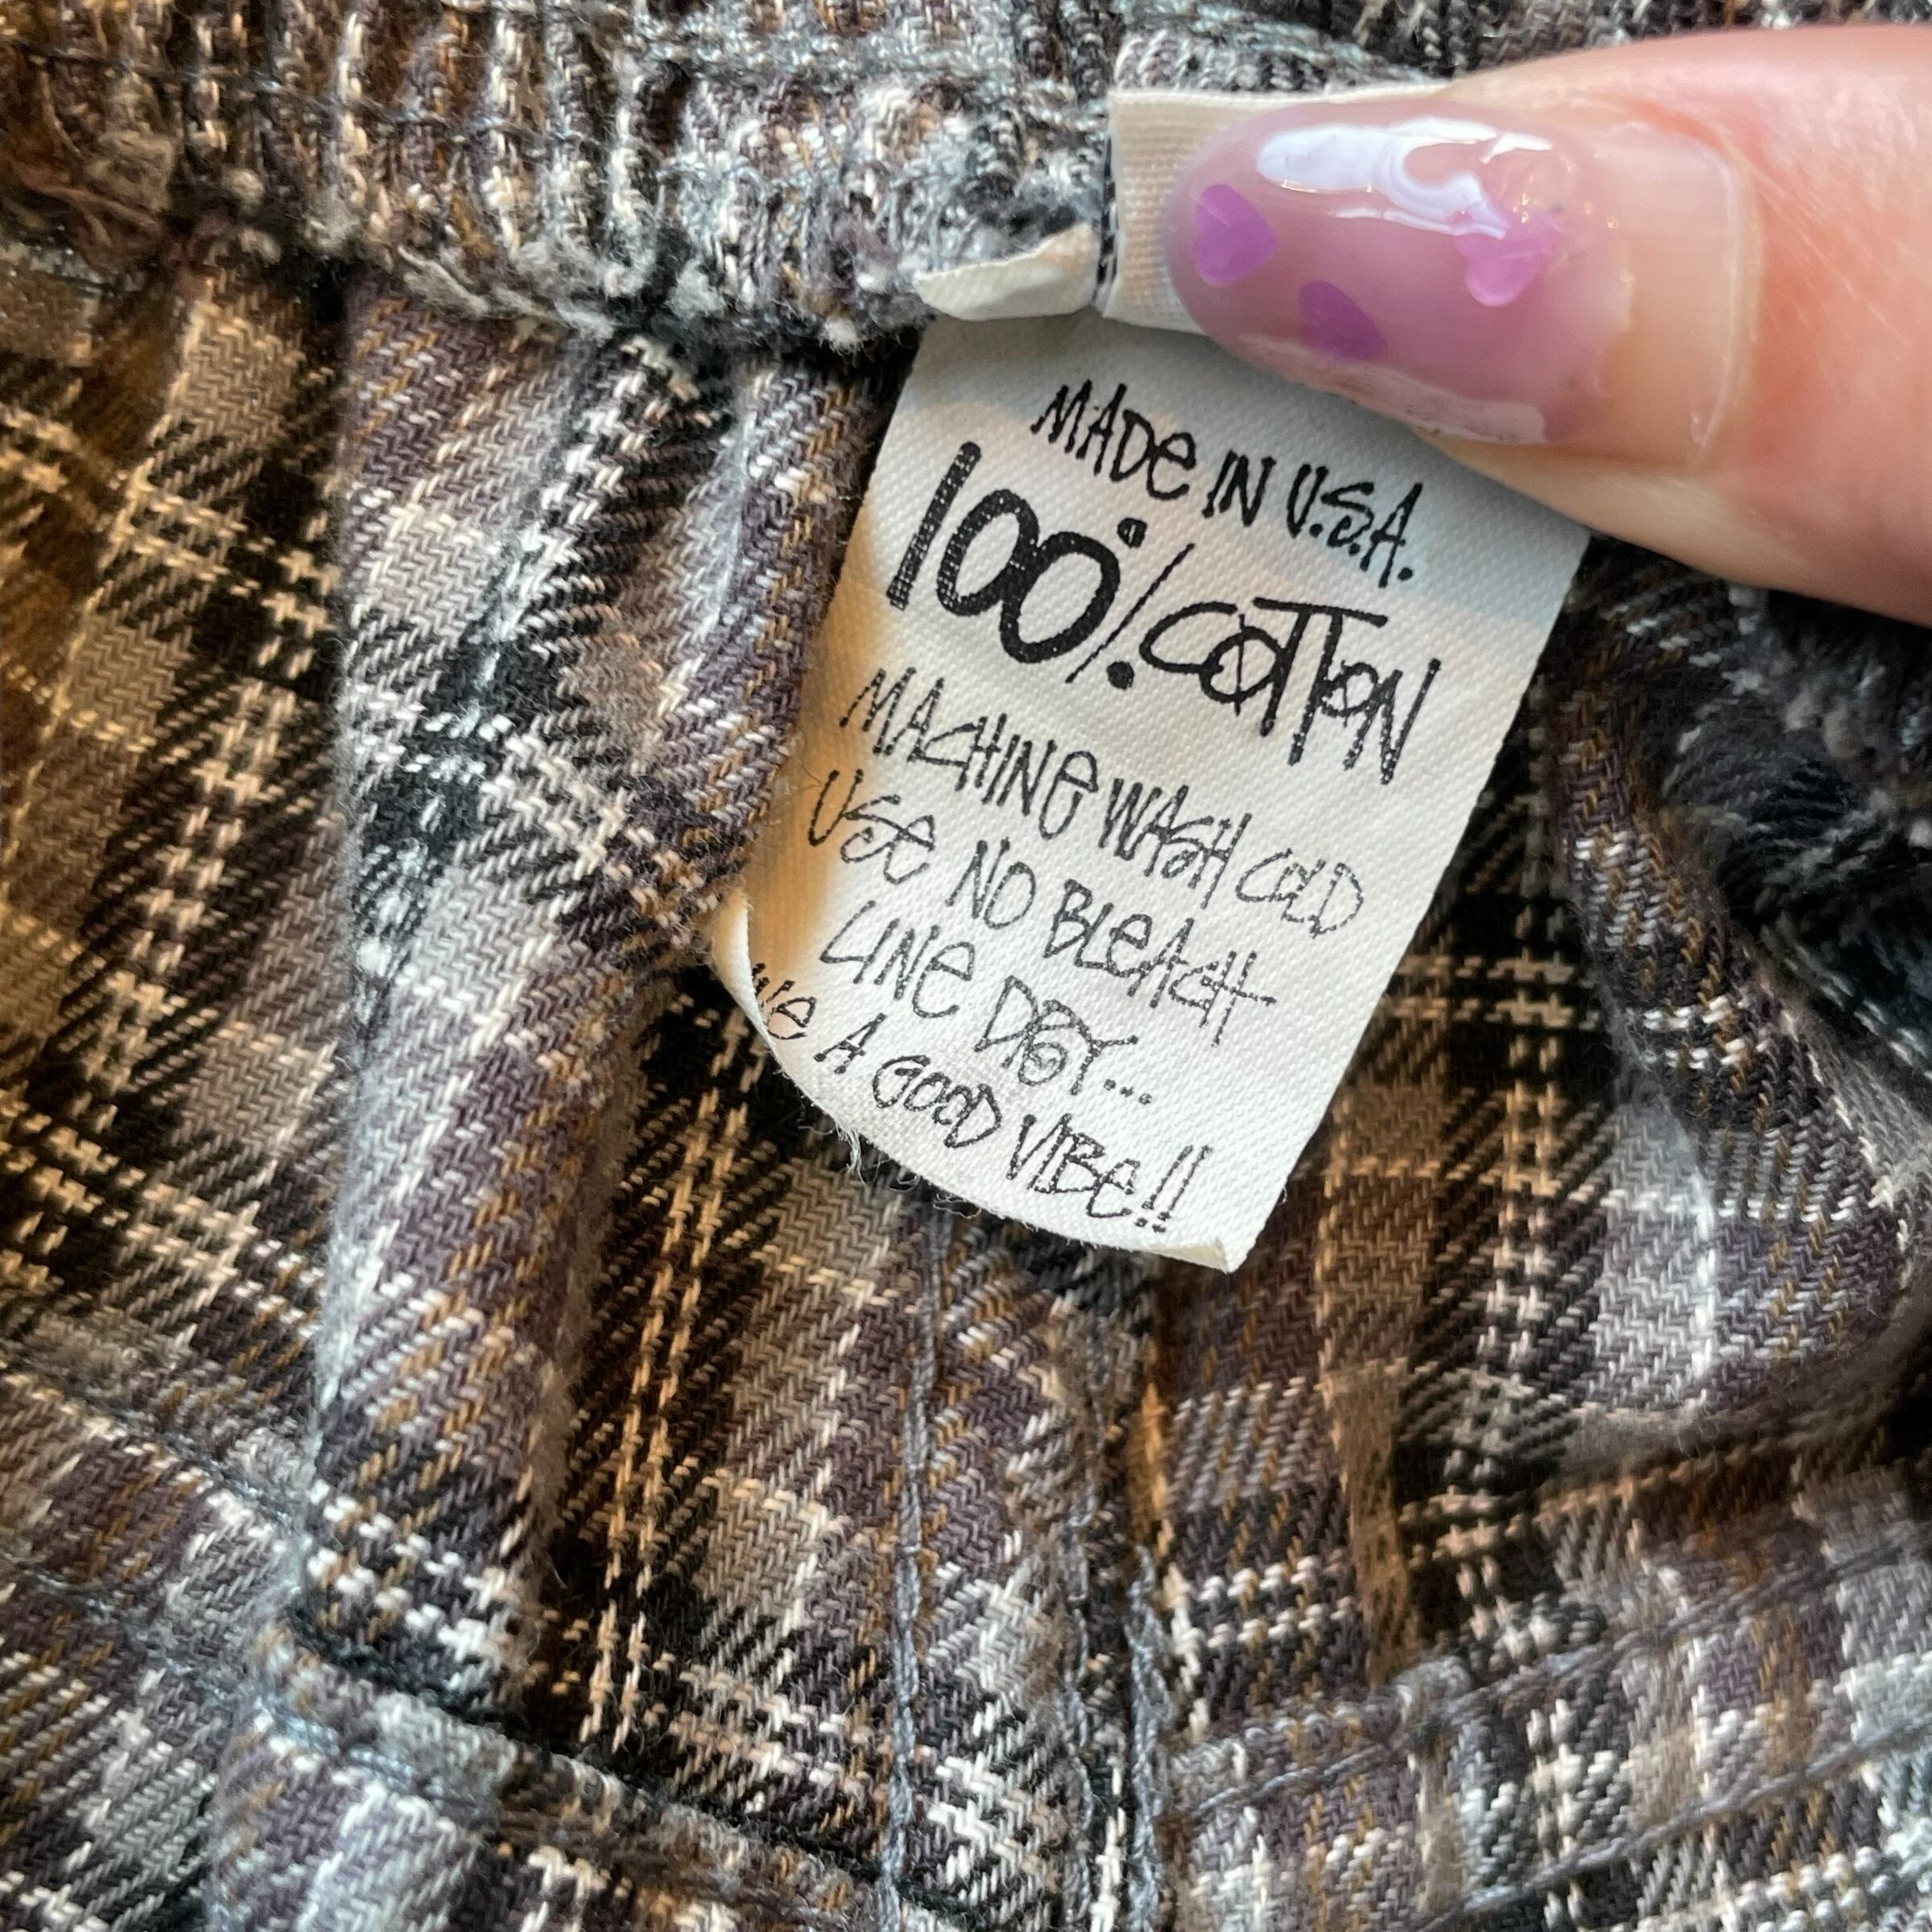 MADE IN U.S.A.
100% COTTON
MACHINE WASH COLD
USE NO BLEACH
LINE DRY...
A GOOD VIBE!!